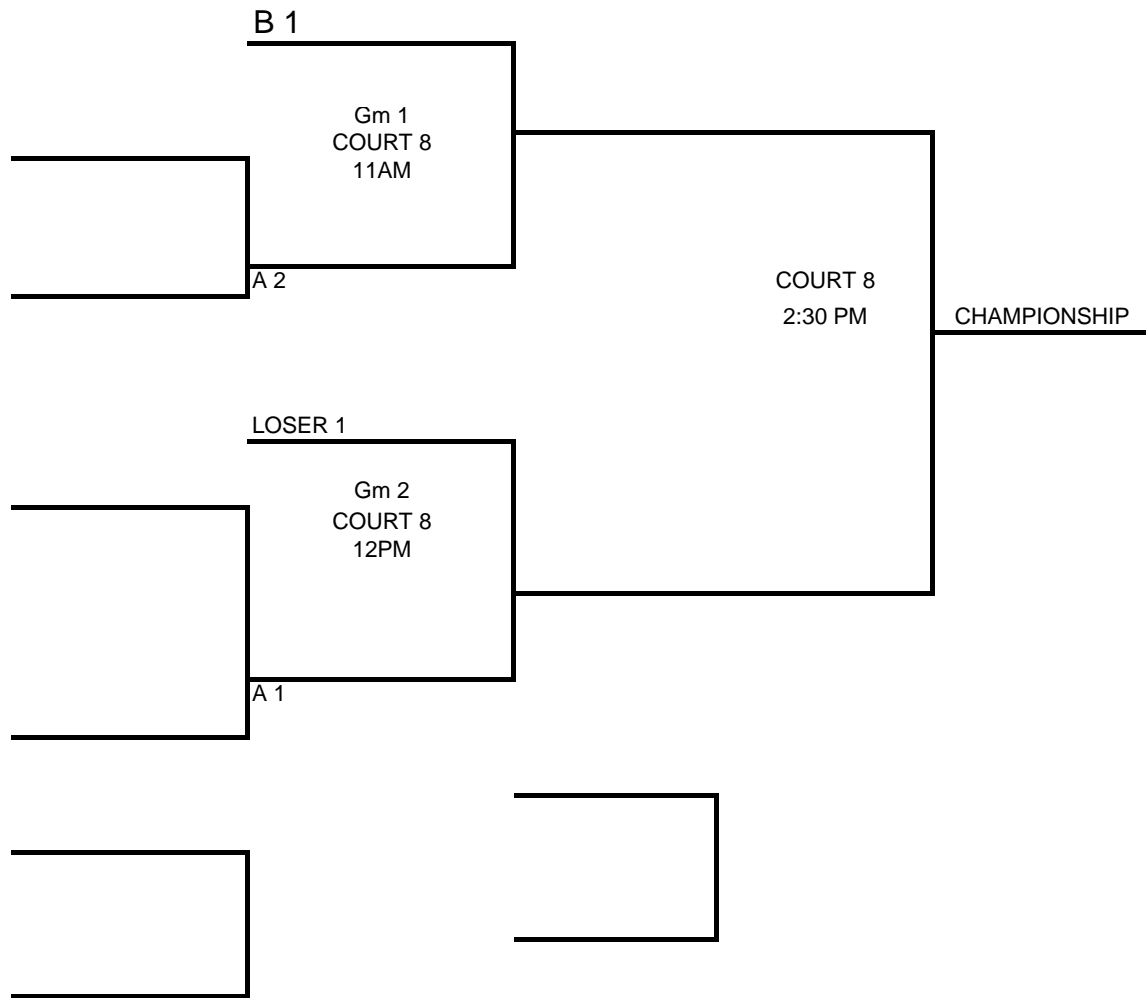 B 1
Gm 1
COURT 8
11AM
A 2
COURT 8
2:30 PM
CHAMPIONSHIP
LOSER 1
Gm 2
COURT 8
12PM
A 1